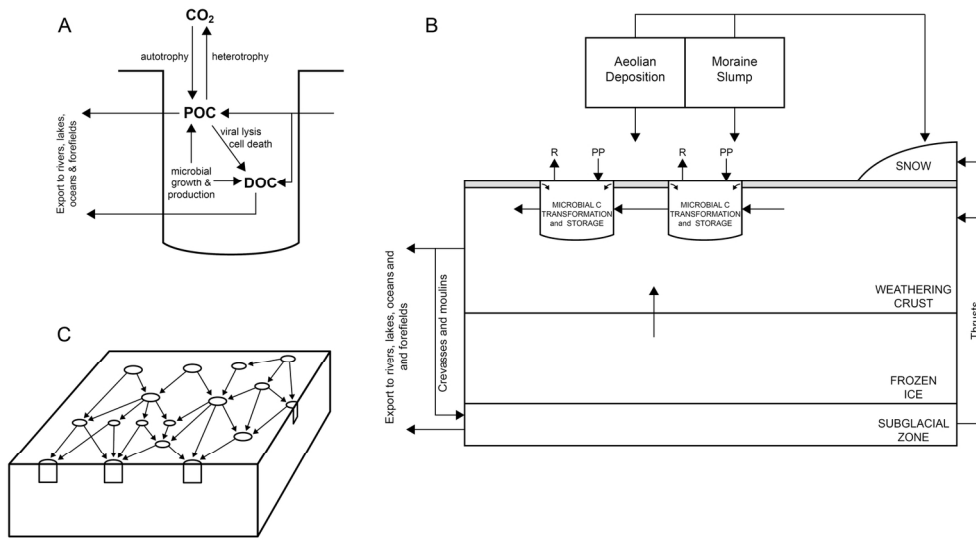 A
CO₂
autotrophy
heterotrophy
POC
viral lysis
cell death
microbial
growth &
production
DOC
Export to rivers, lakes,
oceans & forefields
B
Aeolian
Deposition
Moraine
Slump
R
PP
R
PP
SNOW
MICROBIAL C
TRANSFORMATION
and STORAGE
MICROBIAL C
TRANSFORMATION
and STORAGE
WEATHERING
CRUST
FROZEN
ICE
SUBGLACIAL
ZONE
Export to rivers, lakes, oceans and
and forefields
Crevasses and moulins
Thrusts
C